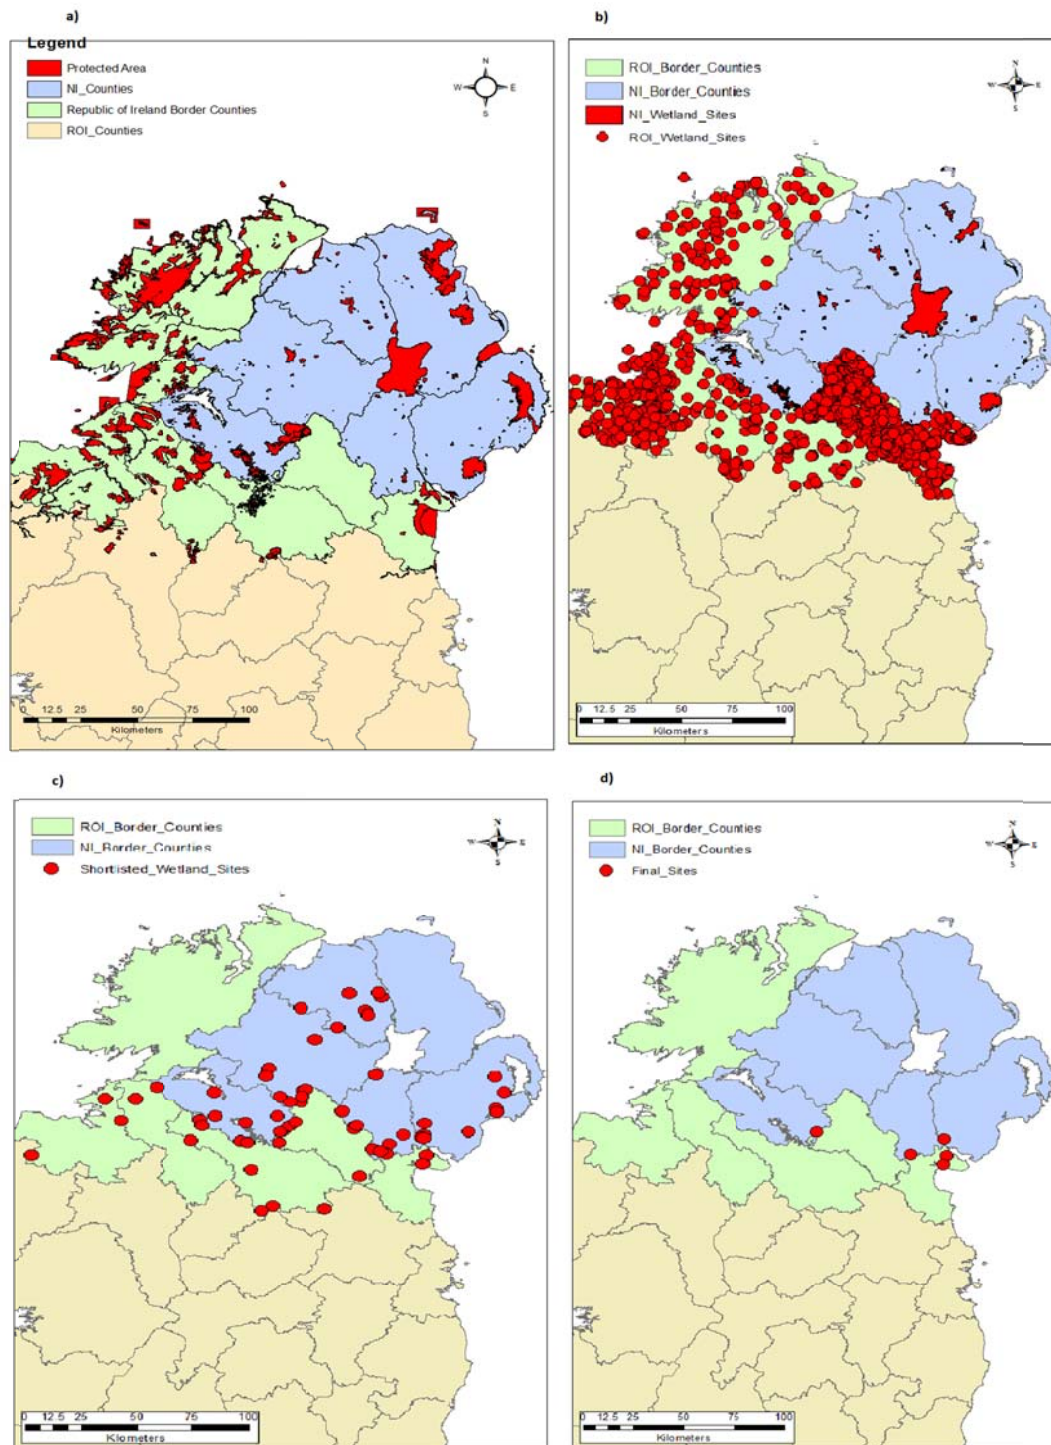 a)
Legend
Protected Area
NI_Counties
Republic of Ireland Border Counties
ROI_Counties
N
W E
S
0 12.5 25 50 75 100
Kilometers
b)
ROI_Border_Counties
NI_Border_Counties
NI_Wetland_Sites
ROI_Wetland_Sites
N
W E
S
0 12.5 25 50 75 100
Kilometers
c)
ROI_Border_Counties
NI_Border_Counties
Shortlisted_Wetland_Sites
N
W E
S
0 12.5 25 50 75 100
Kilometers
d)
ROI_Border_Counties
NI_Border_Counties
Final_Sites
N
W E
S
0 12.5 25 50 75 100
Kilometers